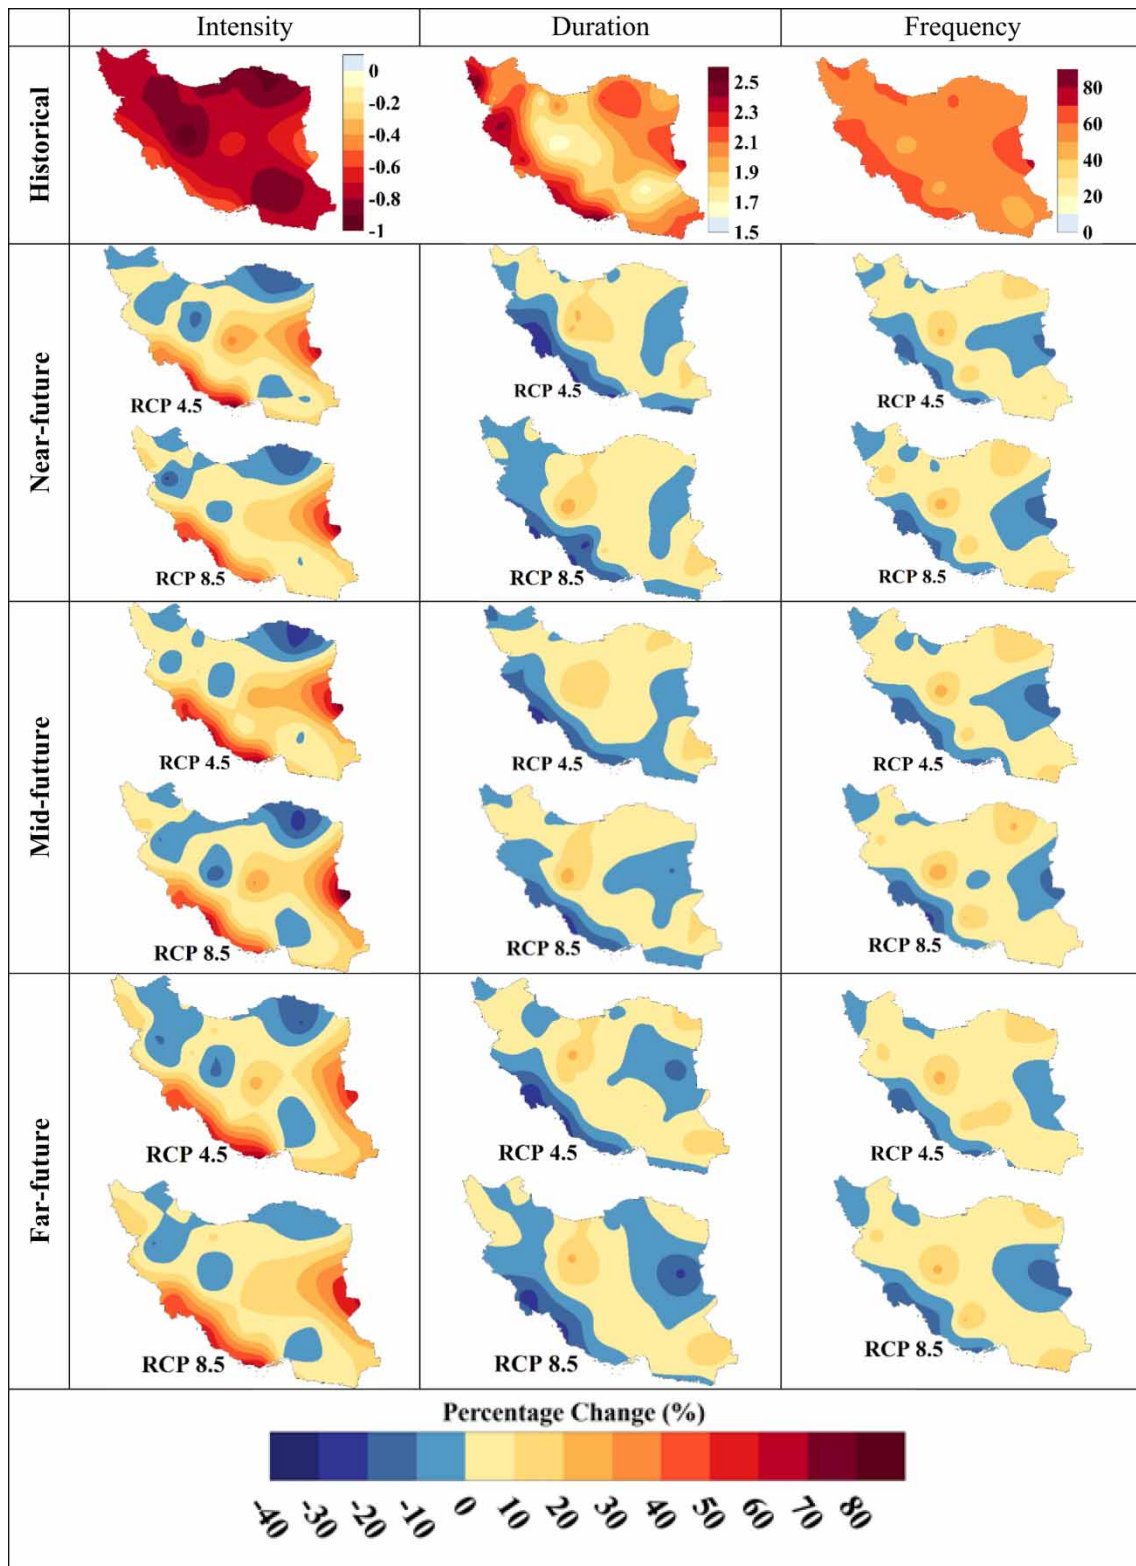 Intensity
Duration
Frequency
Historical
0
-0.2
-0.4
-0.6
-0.8
-1
2.5
2.3
2.1
1.9
1.7
1.5
80
60
40
20
0
Near-future
RCP 4.5
RCP 4.5
RCP 4.5
RCP 8.5
RCP 8.5
RCP 8.5
Mid-futture
RCP 4.5
RCP 4.5
RCP 4.5
RCP 8.5
RCP 8.5
RCP 8.5
Far-future
RCP 4.5
RCP 4.5
RCP 4.5
RCP 8.5
RCP 8.5
RCP 8.5
Percentage Change (%)
-40 -30 -20 -10 0 10 20 30 40 50 60 70 80